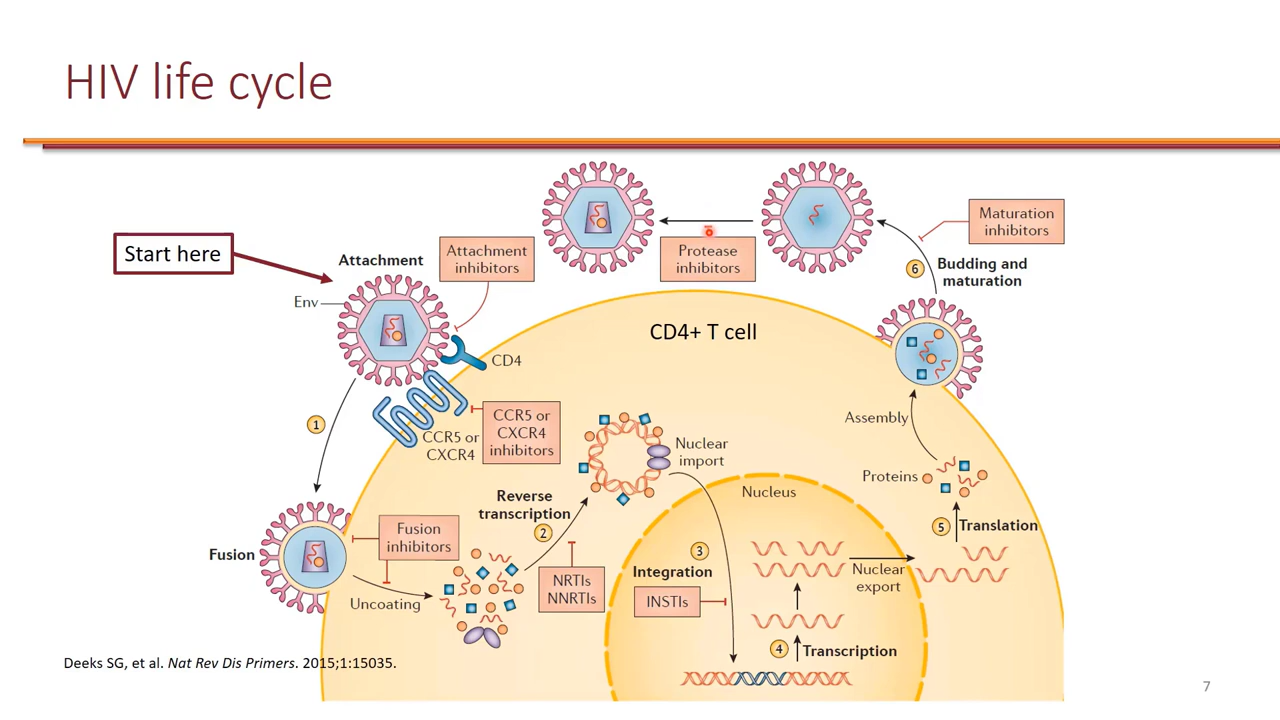 HIV life cycle
Start here
Attachment
Env
Attachment
inhibitors
CD4
CCR5 or
CXCR4
CCR5 or
CXCR4
inhibitors
1
Fusion
Fusion
inhibitors
Uncoating
Reverse
transcription
2
NRTIs
NNRTIs
Nuclear
import
CD4+ T cell
Nucleus
3
Integration
INSTIs
4
Transcription
Nuclear
export
5
Translation
Proteins
Assembly
6
Budding and
maturation
Maturation
inhibitors
Protease
inhibitors
Deeks SG, et al. Nat Rev Dis Primers. 2015;1:15035.
7